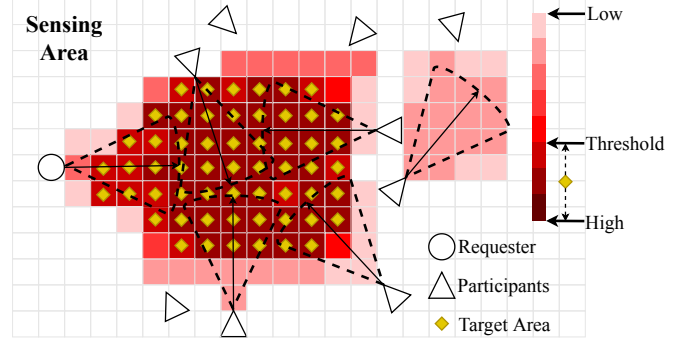 Sensing
Area
Low
Threshold
High
Requester
Participants
Target Area